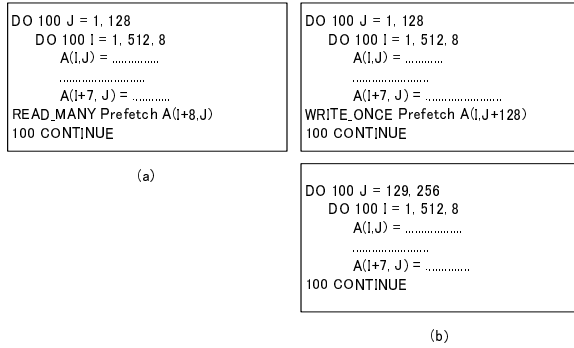 DO 100 J = 1, 128
DO 100 I = 1, 512, 8
A(I,J) = ...............
...........................
A(I+7, J) = ............
READ_MANY Prefetch A(I+8,J)
100 CONTINUE
(a)
DO 100 J = 1, 128
DO 100 I = 1, 512, 8
A(I,J) = ............
........................
A(I+7, J) = ........................
WRITE_ONCE Prefetch A(I,J+128)
100 CONTINUE
DO 100 J = 129, 256
DO 100 I = 1, 512, 8
A(I,J) = ..................
........................
A(I+7, J) = ..............
100 CONTINUE
(b)